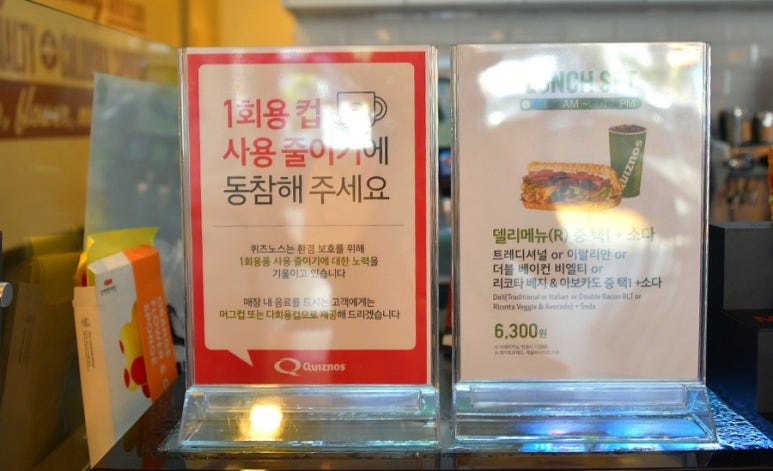 1회용 컵
사용 줄이기에
동참해 주세요
퀴즈노스는 환경 보호를 위해
1회용품 사용 줄이기에 대한 노력을
기울이고 있습니다
매장 내 음료를 드시는 고객에게는
머그컵 또는 다회용컵으로 제공해 드리겠습니다
QUIZNOS
LUNCH SET
AM ~ PM
QUIZNOS
델리메뉴(R) 중 택1 + 소다
트레디셔널 or 이탈리안 or
더블 베이컨 비엘티 or
리코타 베지 & 아보카도 중 택1 +소다
Deli(Traditional or Italian or Double Bacon BLT or
Ricotta Veggie & Avocado) + Soda
6,300원